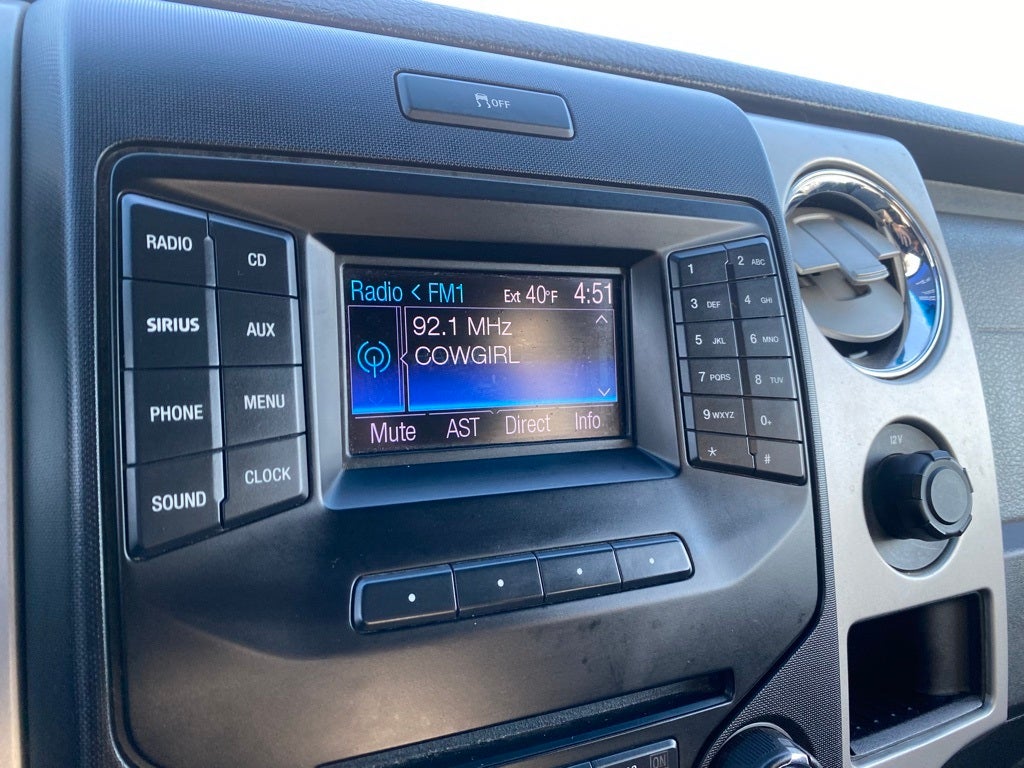 OFF
RADIO
CD
SIRIUS
AUX
PHONE
MENU
SOUND
CLOCK
Radio < FM1 Ext 40°F 4:51
92.1 MHz
COWGIRL
Mute AST Direct Info
1 2 ABC
3 DEF 4 GHI
5 JKL 6 MNO
7 PQRS 8 TUV
9 WXYZ 0+
* #
12V
ON